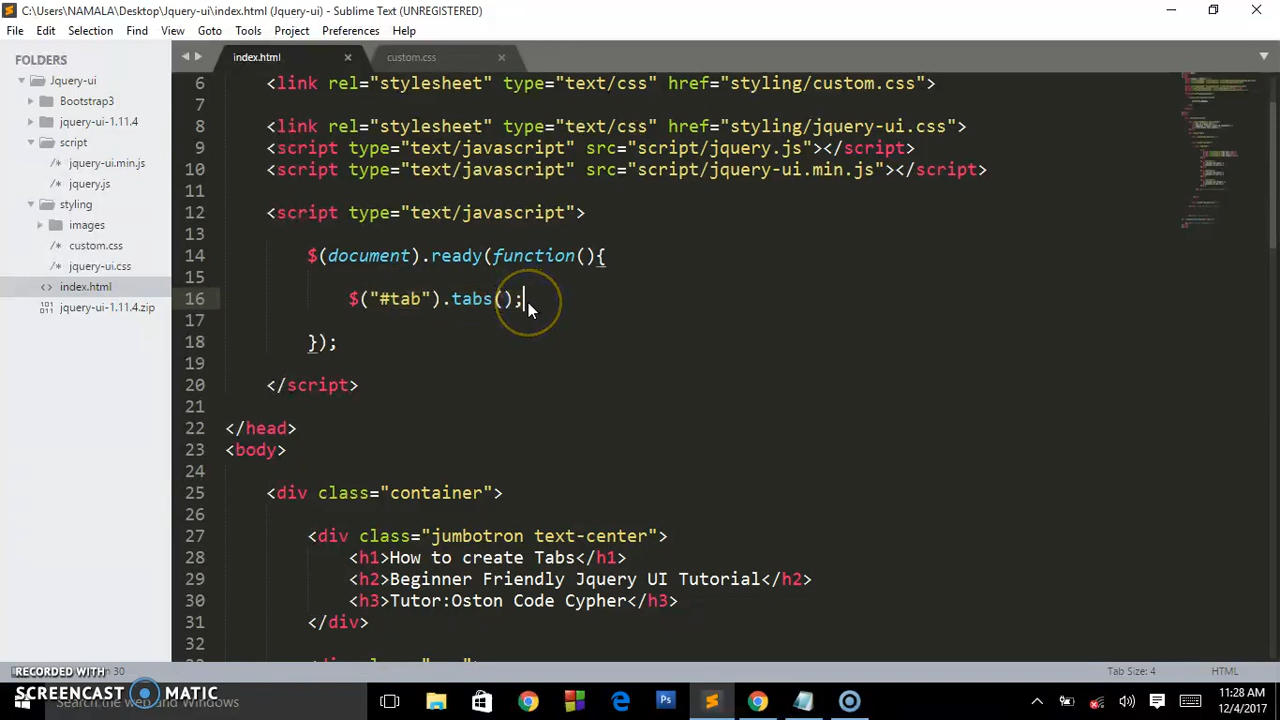 C:\Users\NAMALA\Desktop\Jquery-ui\index.html (Jquery-ui) - Sublime Text (UNREGISTERED)
File Edit Selection Find View Goto Tools Project Preferences Help
FOLDERS
Jquery-ui
Bootstrap3
jquery-ui-1.11.4
script
jquery-ui.min.js
jquery.js
styling
images
custom.css
jquery-ui.css
index.html
jquery-ui-1.11.4.zip
index.html custom.css
6 <link rel="stylesheet" type="text/css" href="styling/custom.css">
7
8 <link rel="stylesheet" type="text/css" href="styling/jquery-ui.css">
9 <script type="text/javascript" src="script/jquery.js"></script>
10 <script type="text/javascript" src="script/jquery-ui.min.js"></script>
11
12 <script type="text/javascript">
13
14 $(document).ready(function(){
15
16 $("#tab").tabs();
17
18 });
19
20 </script>
21
22 </head>
23 <body>
24
25 <div class="container">
26
27 <div class="jumbotron text-center">
28 <h1>How to create Tabs</h1>
29 <h2>Beginner Friendly Jquery UI Tutorial</h2>
30 <h3>Tutor:Oston Code Cypher</h3>
31 </div>
32
30 Tab Size: 4 HTML
RECORDED WITH
SCREENCAST MATIC
Search the web and Windows
11:28 AM
12/4/2017